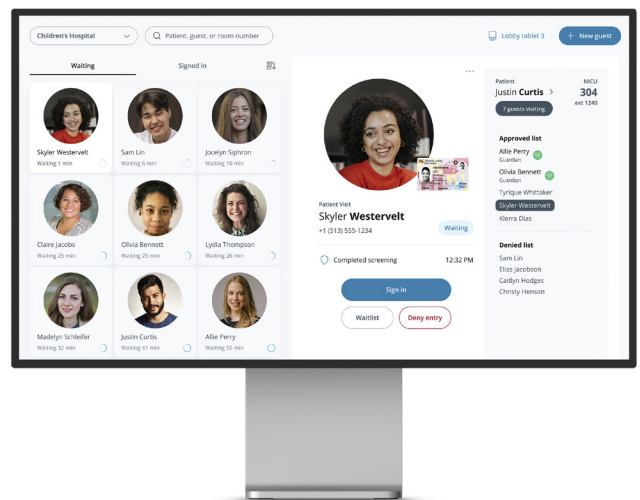 Children's Hospital
Patient, guest, or room number
Lobby tablet 3
+ New guest
Waiting
Signed in
Skyler Westervelt
Waiting 1 min
Sam Lin
Waiting 6 min
Jocelyn Siphron
Waiting 10 min
Claire Jacobs
Waiting 25 min
Olivia Bennett
Waiting 25 min
Lydia Thompson
Waiting 26 min
Madelyn Schleifer
Waiting 32 min
Justin Curtis
Waiting 41 min
Allie Perry
Waiting 55 min
Patient Visit
Skyler Westervelt
+1 (513) 555-1234
Waiting
Completed screening
12:32 PM
Sign in
Waitlist
Deny entry
Patient
NICU
Justin Curtis >
304
7 guests visiting
ext 1240
Approved list
Allie Perry
Guardian
Olivia Bennett
Guardian
Tyrique Whittaker
Skyler Westervelt
Kierra Dias
Denied list
Sam Lin
Elias Jacobson
Caitlyn Hodges
Christy Henson